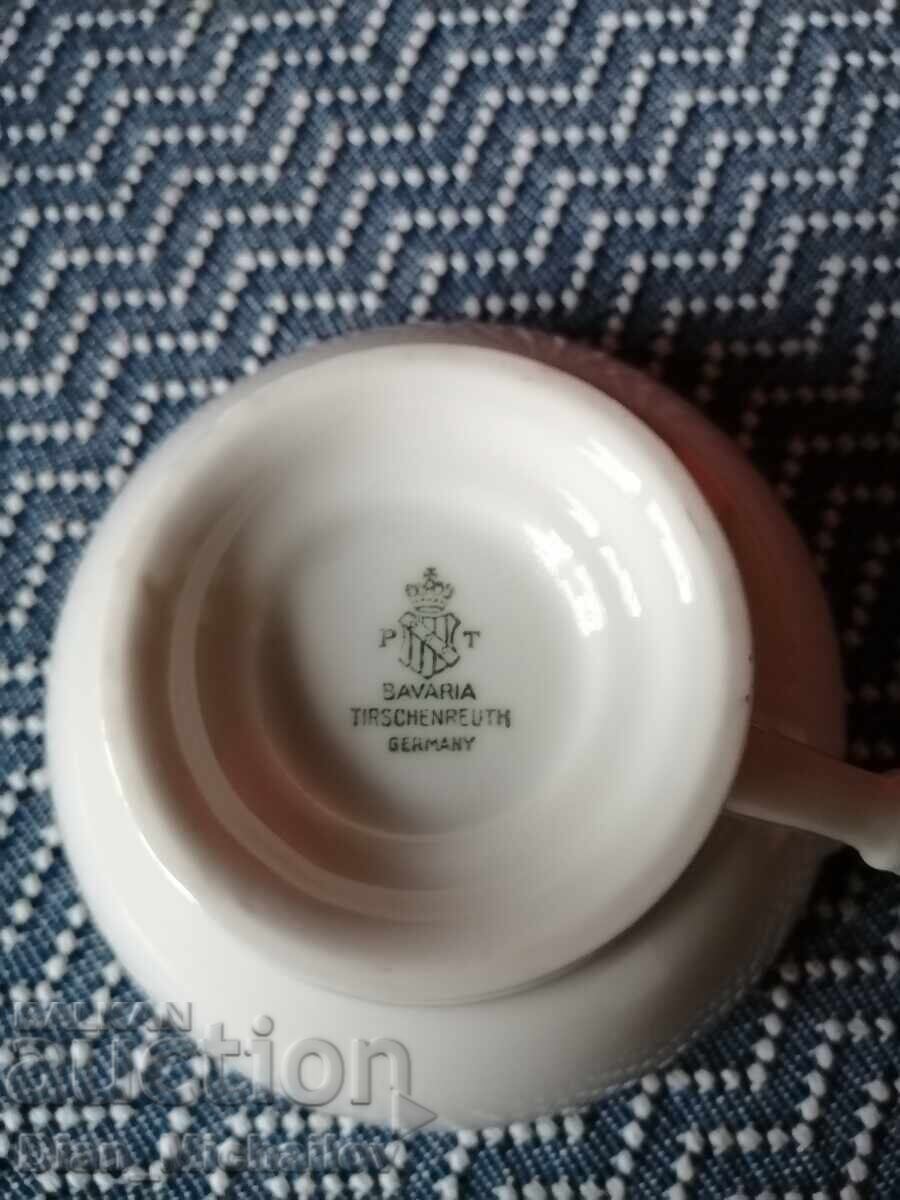 P T
BAVARIA
TIRSCHENREUTH
GERMANY
BALKAN
auction
Dian_Michailov